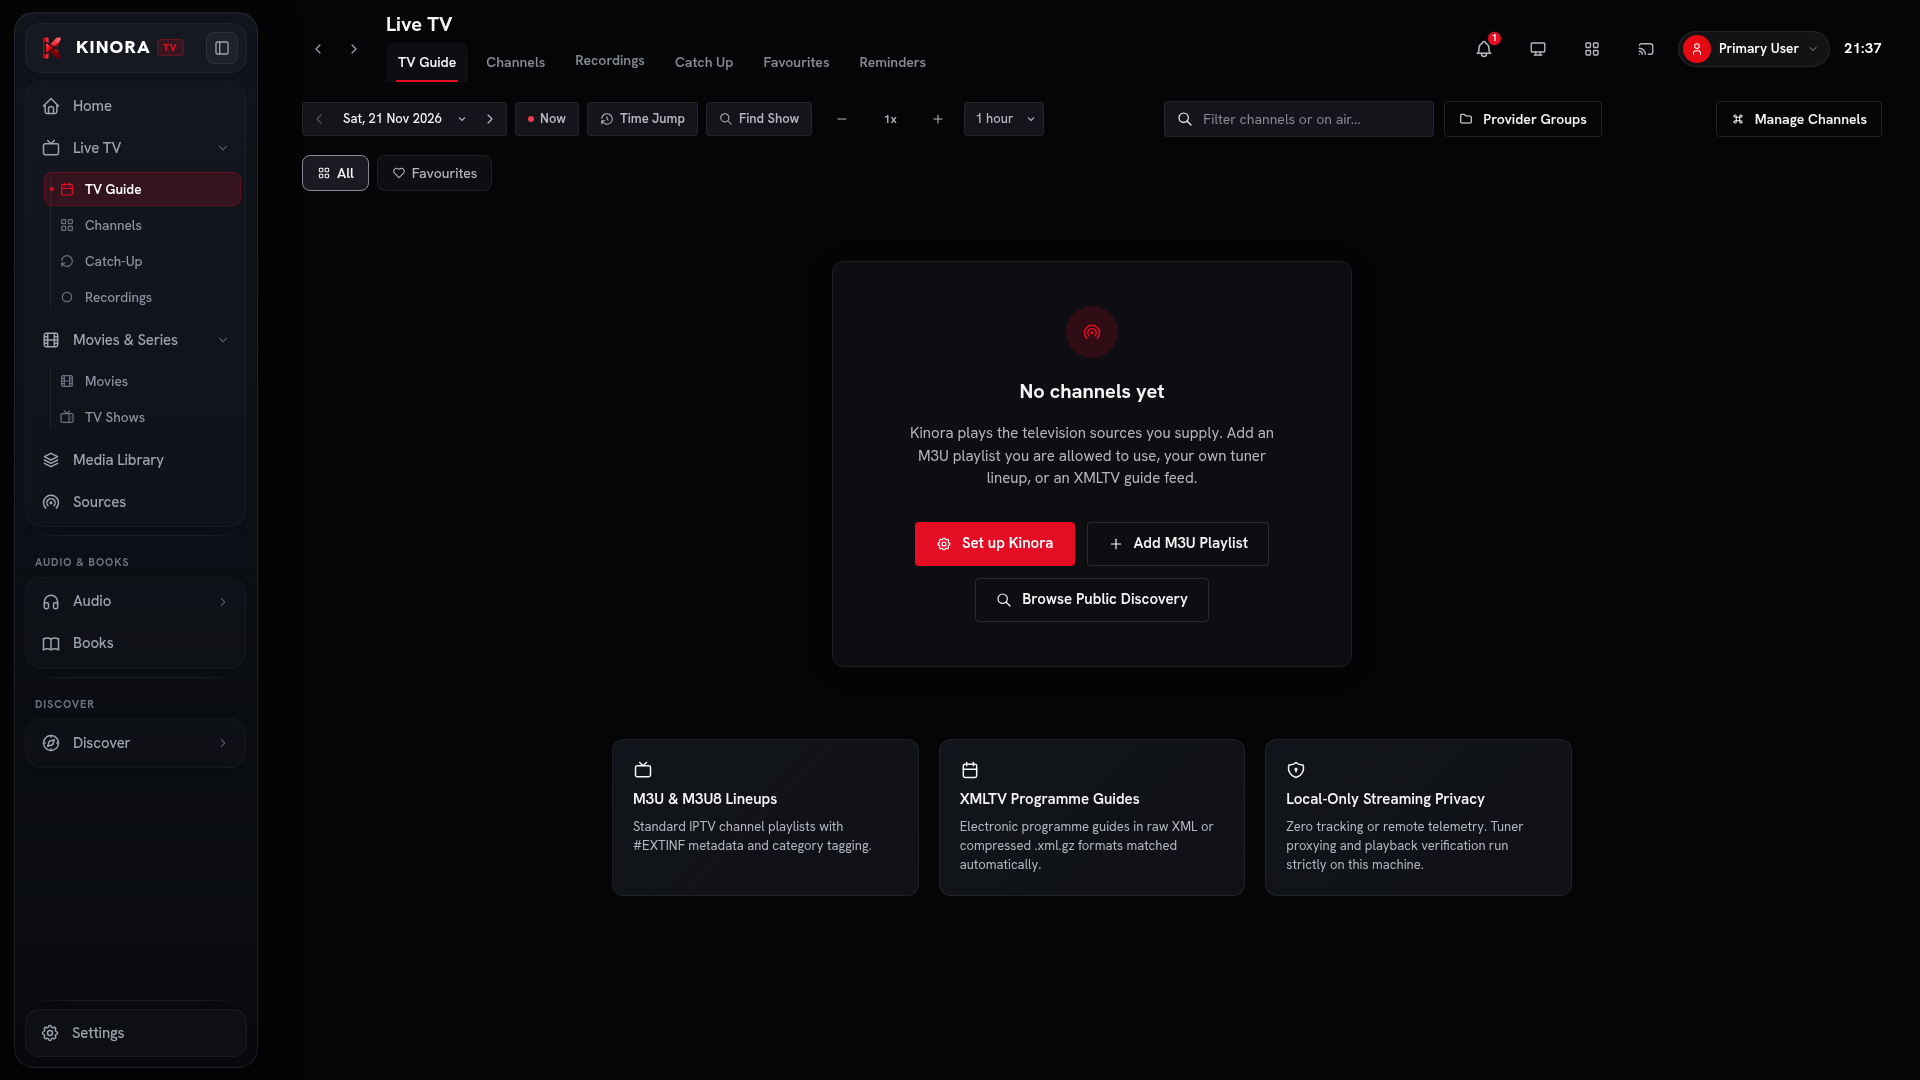 KINORA TV
Home
Live TV
TV Guide
Channels
Catch-Up
Recordings
Movies & Series
Movies
TV Shows
Media Library
Sources
AUDIO & BOOKS
Audio
Books
DISCOVER
Discover
Settings
Live TV
TV Guide
Channels
Recordings
Catch Up
Favourites
Reminders
1
Primary User
21:37
Sat, 21 Nov 2026
Now
Time Jump
Find Show
1x
1 hour
Filter channels or on air...
Provider Groups
Manage Channels
All
Favourites
No channels yet
Kinora plays the television sources you supply. Add an
M3U playlist you are allowed to use, your own tuner
lineup, or an XMLTV guide feed.
Set up Kinora
Add M3U Playlist
Browse Public Discovery
M3U & M3U8 Lineups
Standard IPTV channel playlists with
#EXTINF metadata and category tagging.
XMLTV Programme Guides
Electronic programme guides in raw XML or
compressed .xml.gz formats matched
automatically.
Local-Only Streaming Privacy
Zero tracking or remote telemetry. Tuner
proxying and playback verification run
strictly on this machine.